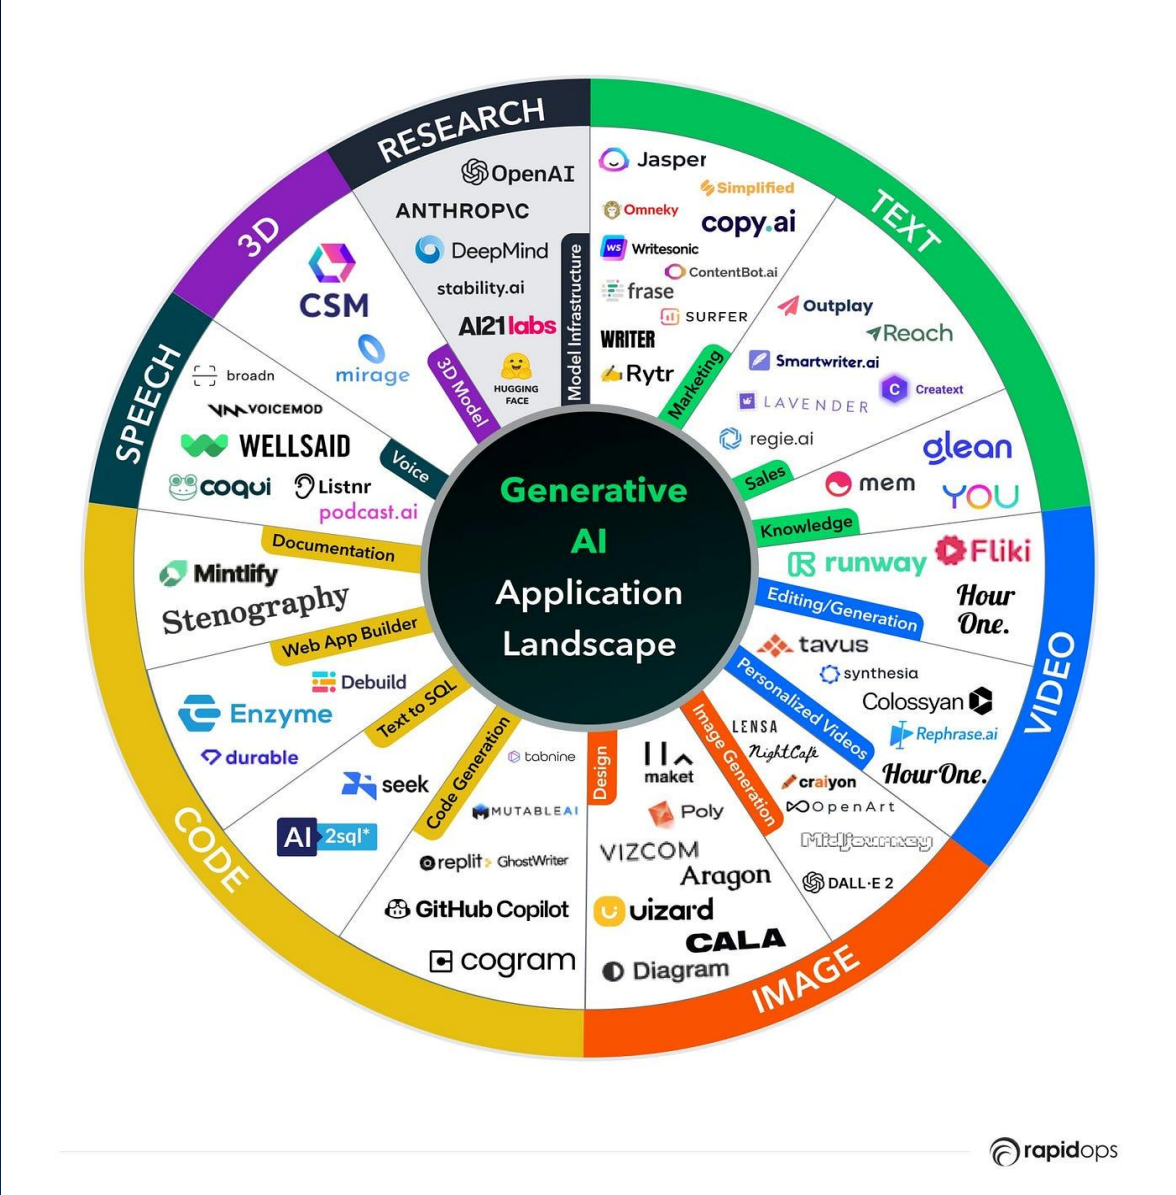 RESEARCH
OpenAI
ANTHROP\C
DeepMind
stability.ai
AI21labs
HUGGING
FACE
Model Infrastructure
TEXT
Jasper
Simplified
Omneky
copy.ai
WS Writesonic
ContentBot.ai
frase
SURFER
WRITER
Rytr
Marketing
Outplay
Reach
Smartwriter.ai
C Creatext
LAVENDER
regie.ai
Sales
glean
mem
YOU
Knowledge
VIDEO
runway
Fliki
Hour
One.
Editing/Generation
tavus
synthesia
Colossyan
Rephrase.ai
HourOne.
Personalized Videos
IMAGE
LENSA
NightCafé
craiyon
OpenArt
Midjourney
DALL·E 2
Image Generation
maket
Poly
VIZCOM
Aragon
uizard
CALA
Diagram
Design
CODE
tabnine
MUTABLEAI
replit GhostWriter
GitHub Copilot
cogram
Code Generation
seek
AI 2sql*
Text to SQL
Debuild
Enzyme
durable
Web App Builder
Mintlify
Stenography
Documentation
SPEECH
broadn
VOICEMOD
WELLSAID
coqui
Listnr
podcast.ai
Voice
3D
CSM
mirage
3D Model
Generative
AI
Application
Landscape
rapidops